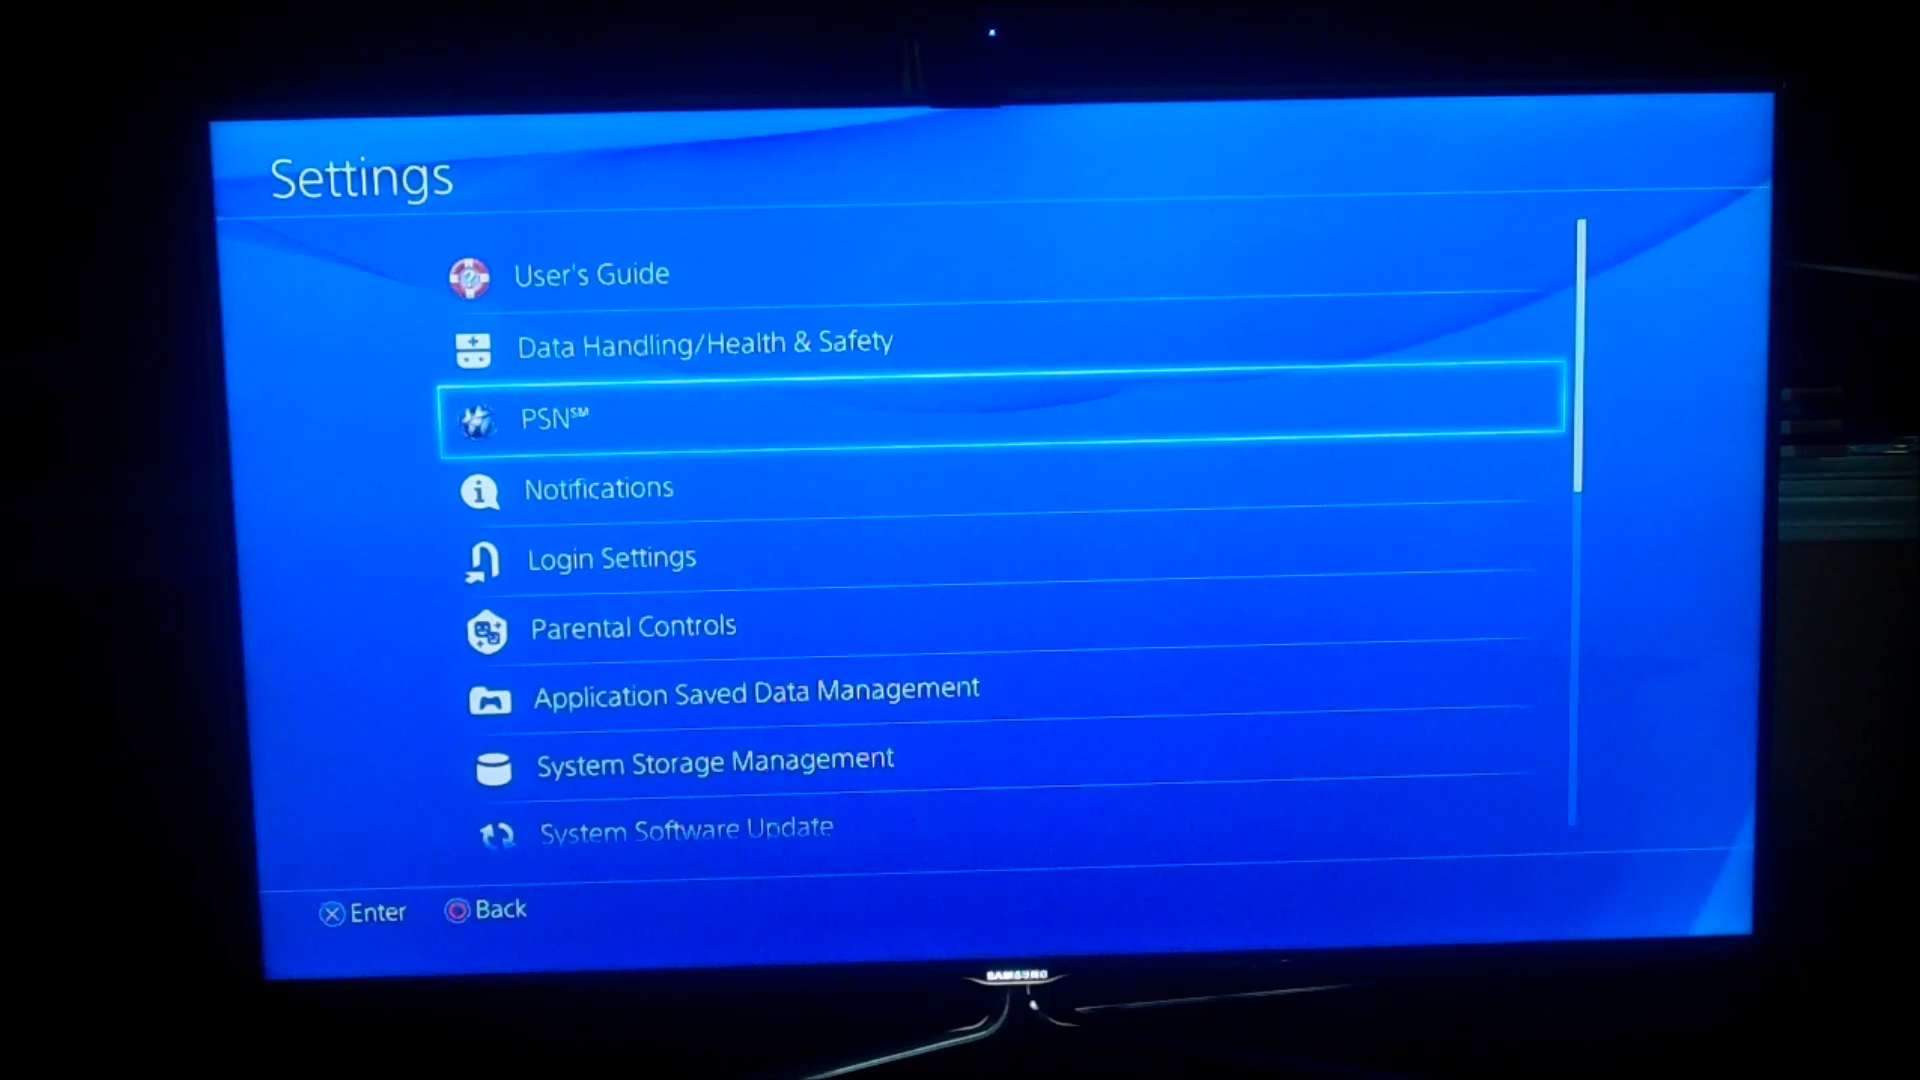 Settings
User's Guide
Data Handling/Health & Safety
PSN℠
Notifications
Login Settings
Parental Controls
Application Saved Data Management
System Storage Management
System Software Update
Enter Back
SAMSUNG